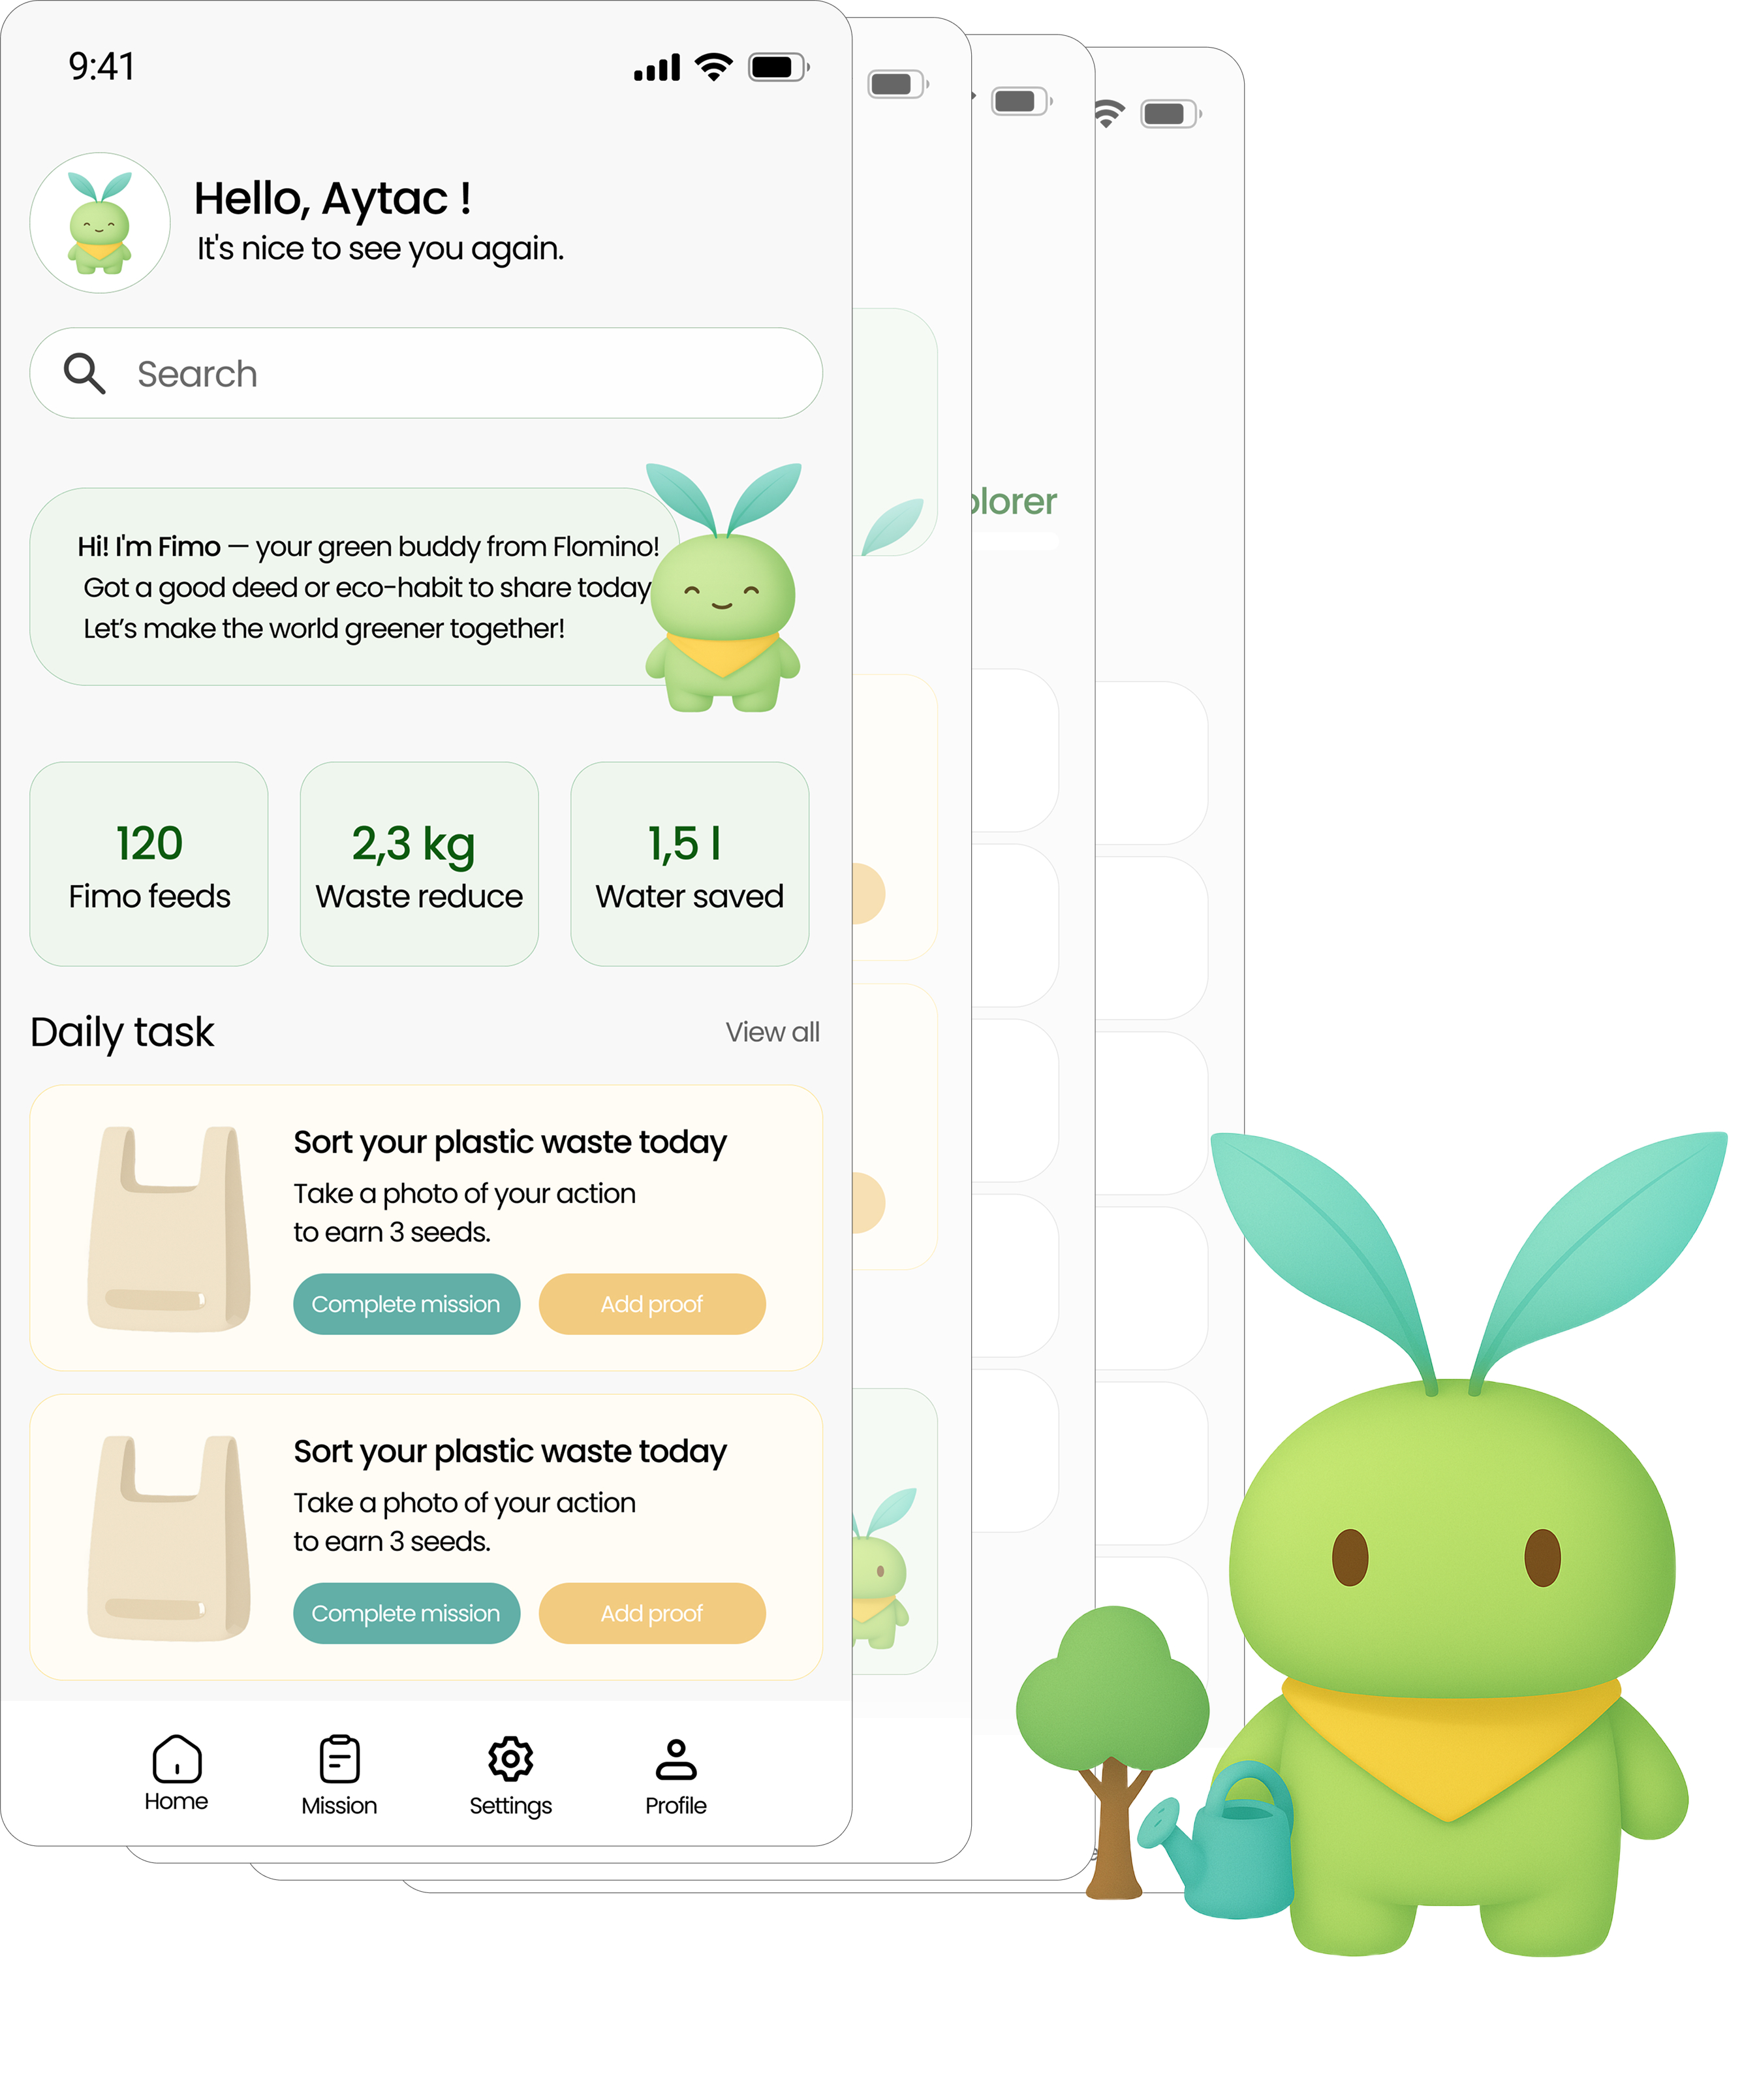 9:41
Hello, Aytac !
It's nice to see you again.
Search
Hi! I'm Fimo — your green buddy from Flomino!
Got a good deed or eco-habit to share today
Let’s make the world greener together!
120
Fimo feeds
2,3 kg
Waste reduce
1,5 l
Water saved
Daily task
View all
Sort your plastic waste today
Take a photo of your action
to earn 3 seeds.
Complete mission
Add proof
Sort your plastic waste today
Take a photo of your action
to earn 3 seeds.
Complete mission
Add proof
Home
Mission
Settings
Profile